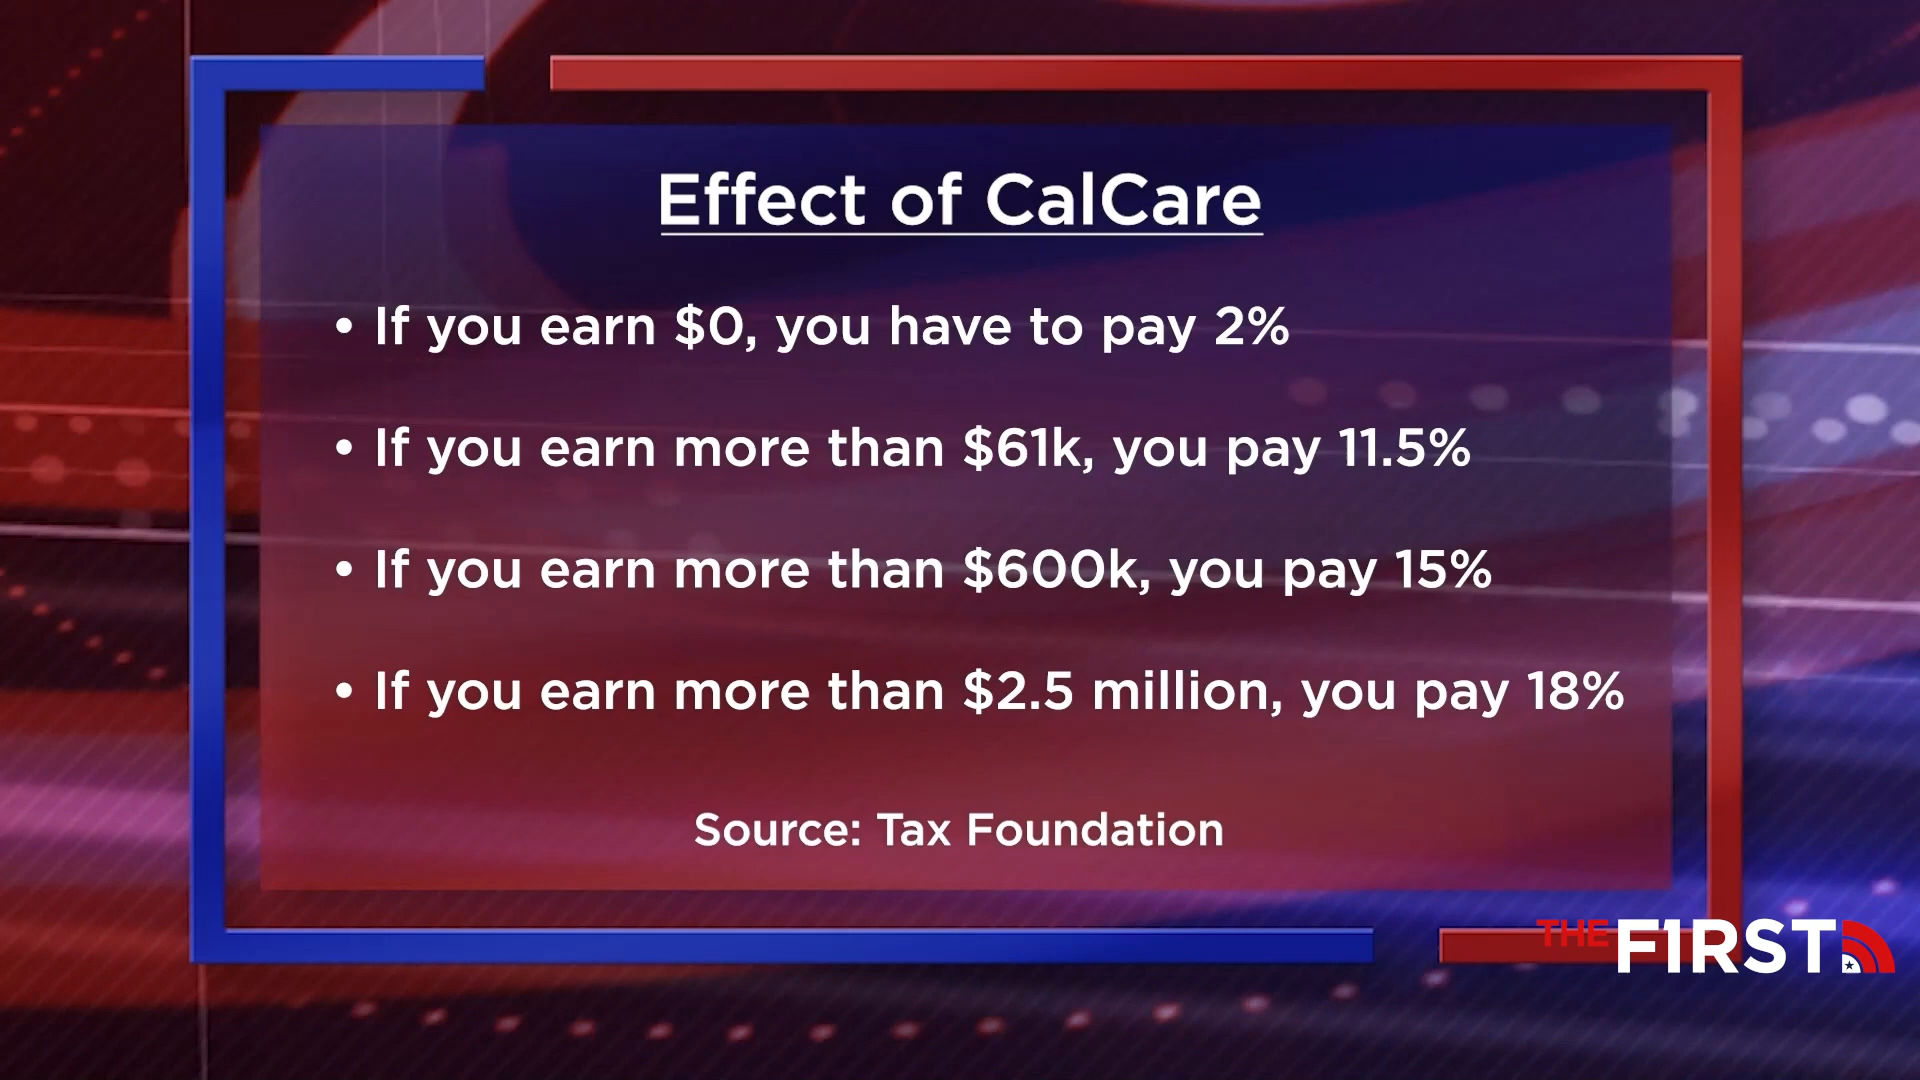 Effect of CalCare
• If you earn $0, you have to pay 2%
• If you earn more than $61k, you pay 11.5%
• If you earn more than $600k, you pay 15%
• If you earn more than $2.5 million, you pay 18%
Source: Tax Foundation
THE FIRST